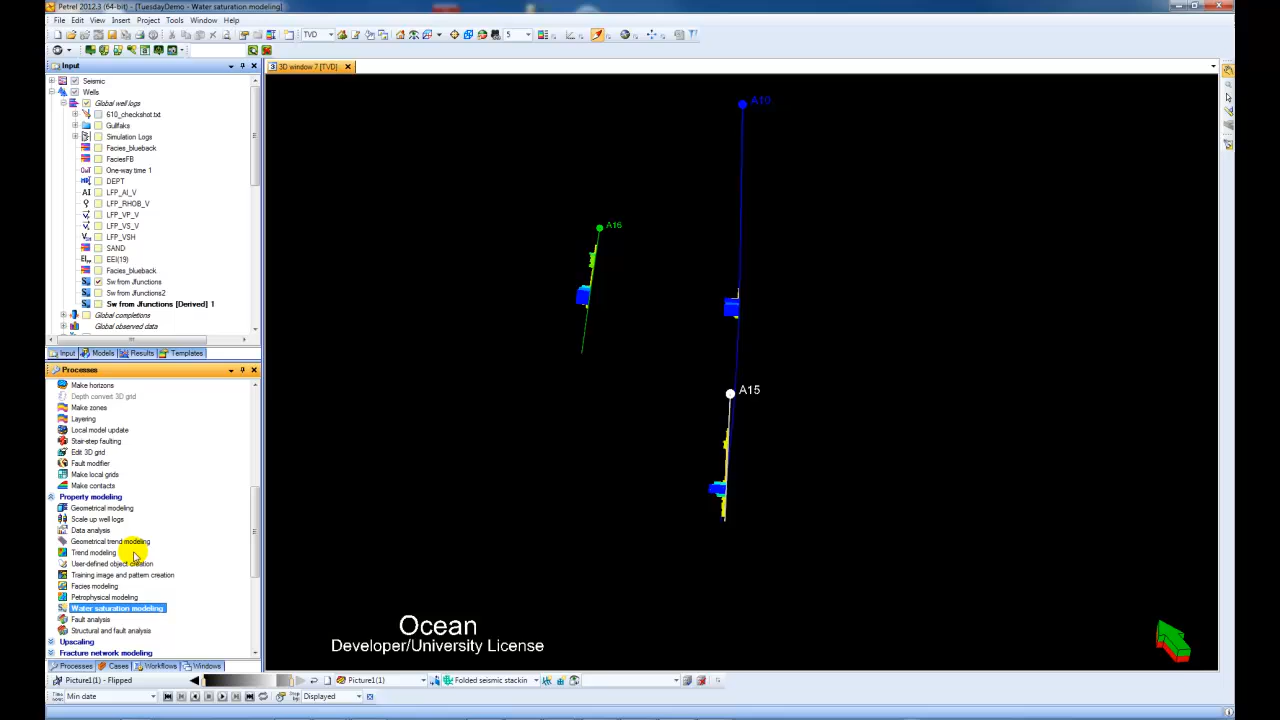 Petrel 2012.3 (64-bit) - [TuesdayDemo - Water saturation modeling]
File Edit View Insert Project Tools Window Help
TVD
5
Input
3D window 7 [TVD]
Seismic
Wells
Global well logs
610_checkshot.txt
Gullfaks
Simulation Logs
Facies_blueback
FaciesFB
One-way time 1
DEPT
LFP_AI_V
LFP_RHOB_V
LFP_VP_V
LFP_VS_V
LFP_VSH
SAND
EEI(19)
Facies_blueback
Sw from Jfunctions
Sw from Jfunctions2
Sw from Jfunctions [Derived] 1
Global completions
Global observed data
Input Models Results Templates
Processes
Make horizons
Depth convert 3D grid
Make zones
Layering
Local model update
Stair-step faulting
Edit 3D grid
Fault modifier
Make local grids
Make contacts
Property modeling
Geometrical modeling
Scale up well logs
Data analysis
Geometrical trend modeling
Trend modeling
User-defined object creation
Training image and pattern creation
Facies modeling
Petrophysical modeling
Water saturation modeling
Fault analysis
Structural and fault analysis
Upscaling
Fracture network modeling
Processes Cases Workflows Windows
A10
A16
A15
Ocean
Developer/University License
Picture1(1) - Flipped
Picture1(1)
Folded seismic stackin
Min date
Displayed